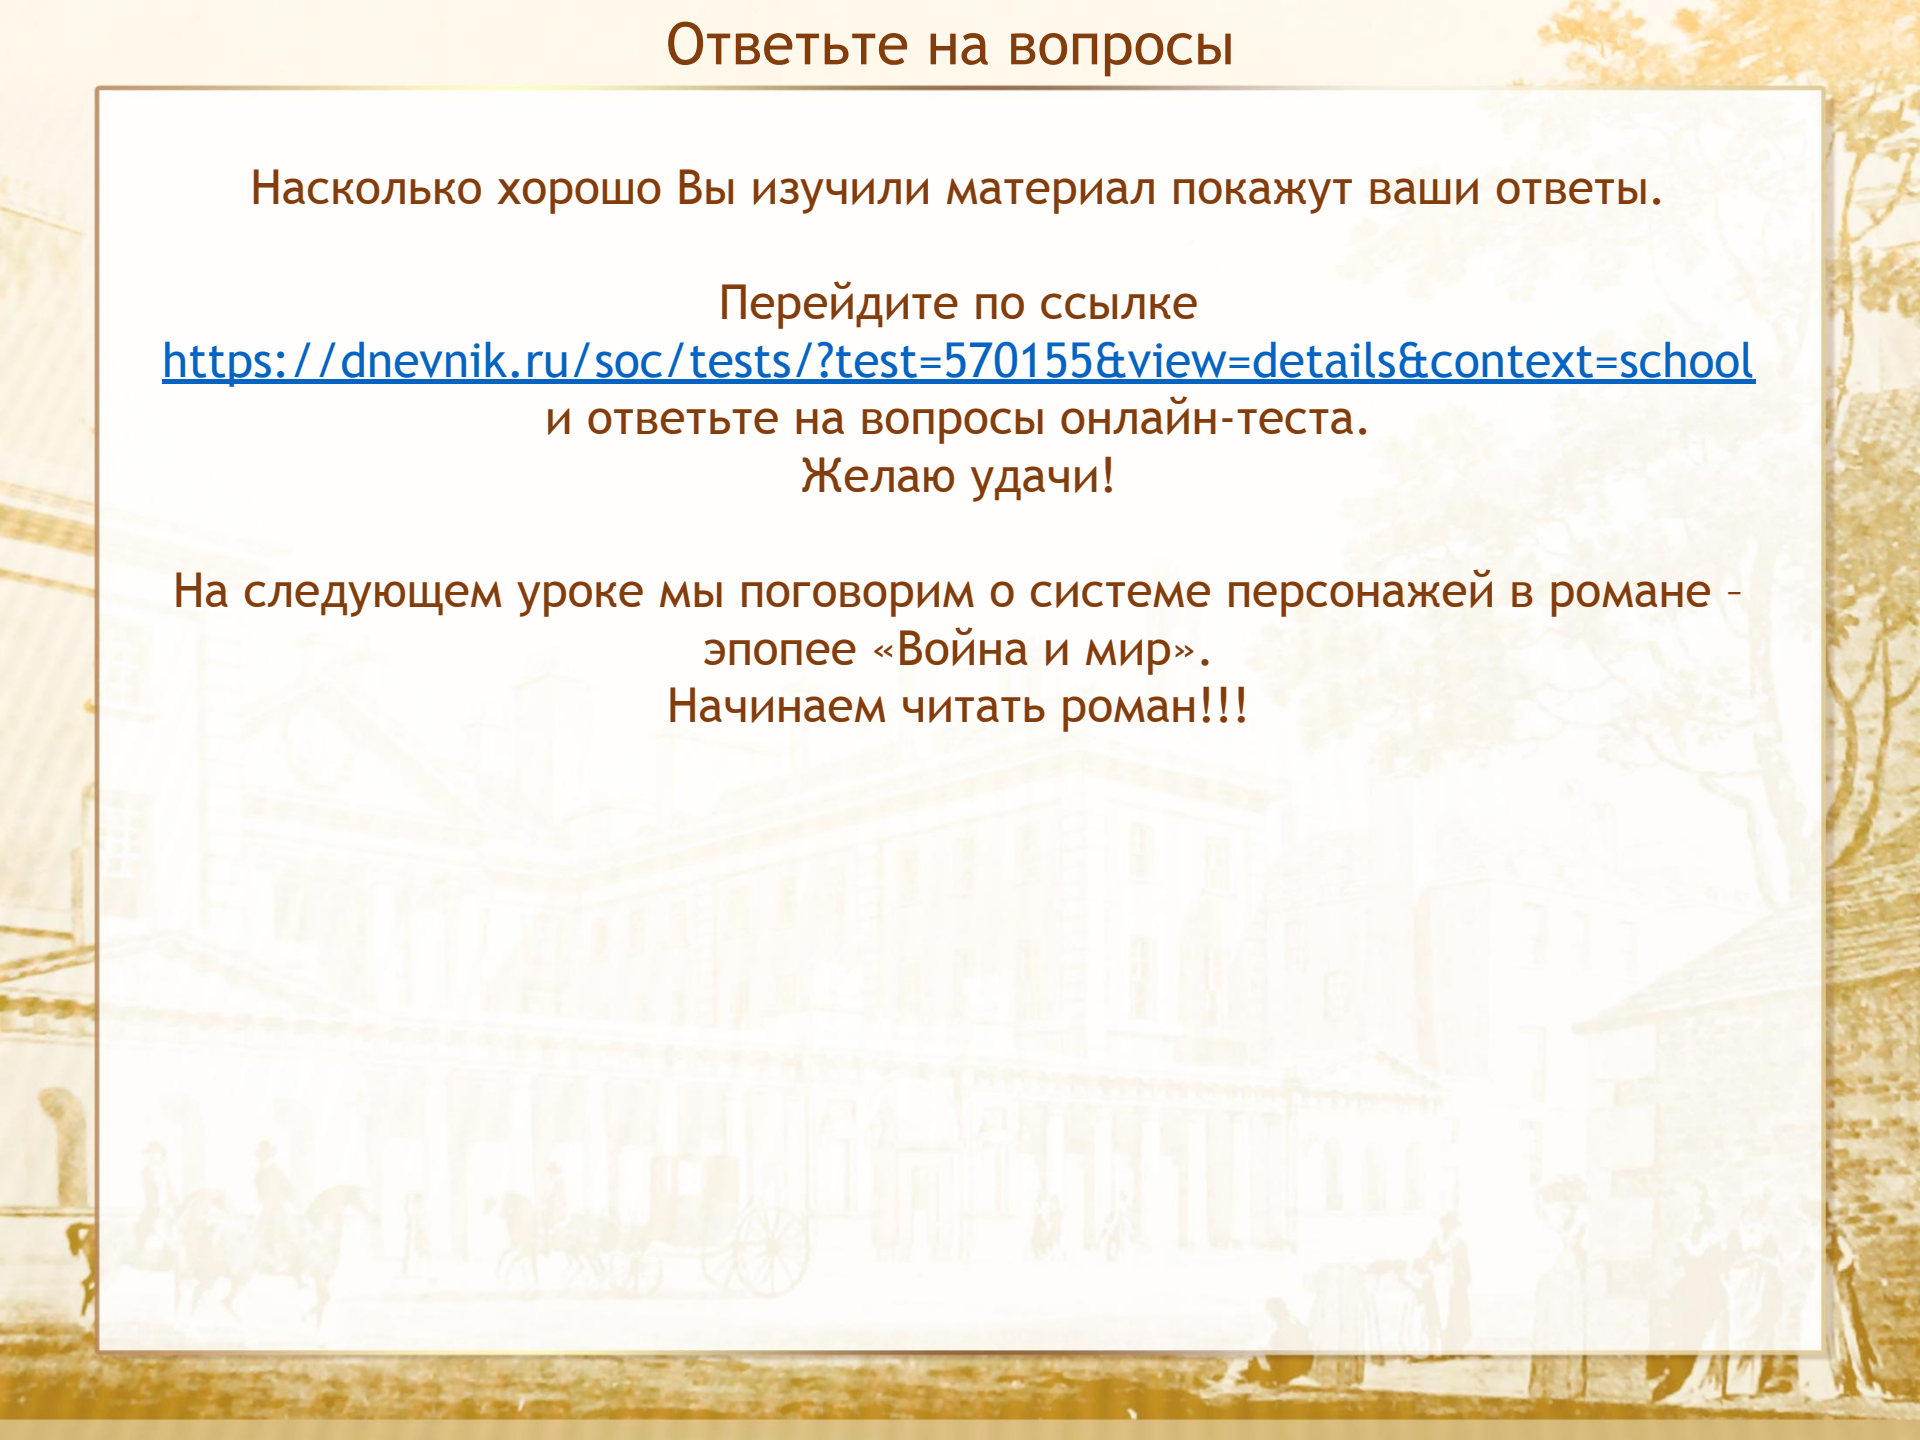 Ответьте на вопросы
Насколько хорошо Вы изучили материал покажут ваши ответы.
Перейдите по ссылке
https://dnevnik.ru/soc/tests/?test=570155&view=details&context=school
и ответьте на вопросы онлайн-теста.
Желаю удачи!
На следующем уроке мы поговорим о системе персонажей в романе –
эпопее «Война и мир».
Начинаем читать роман!!!